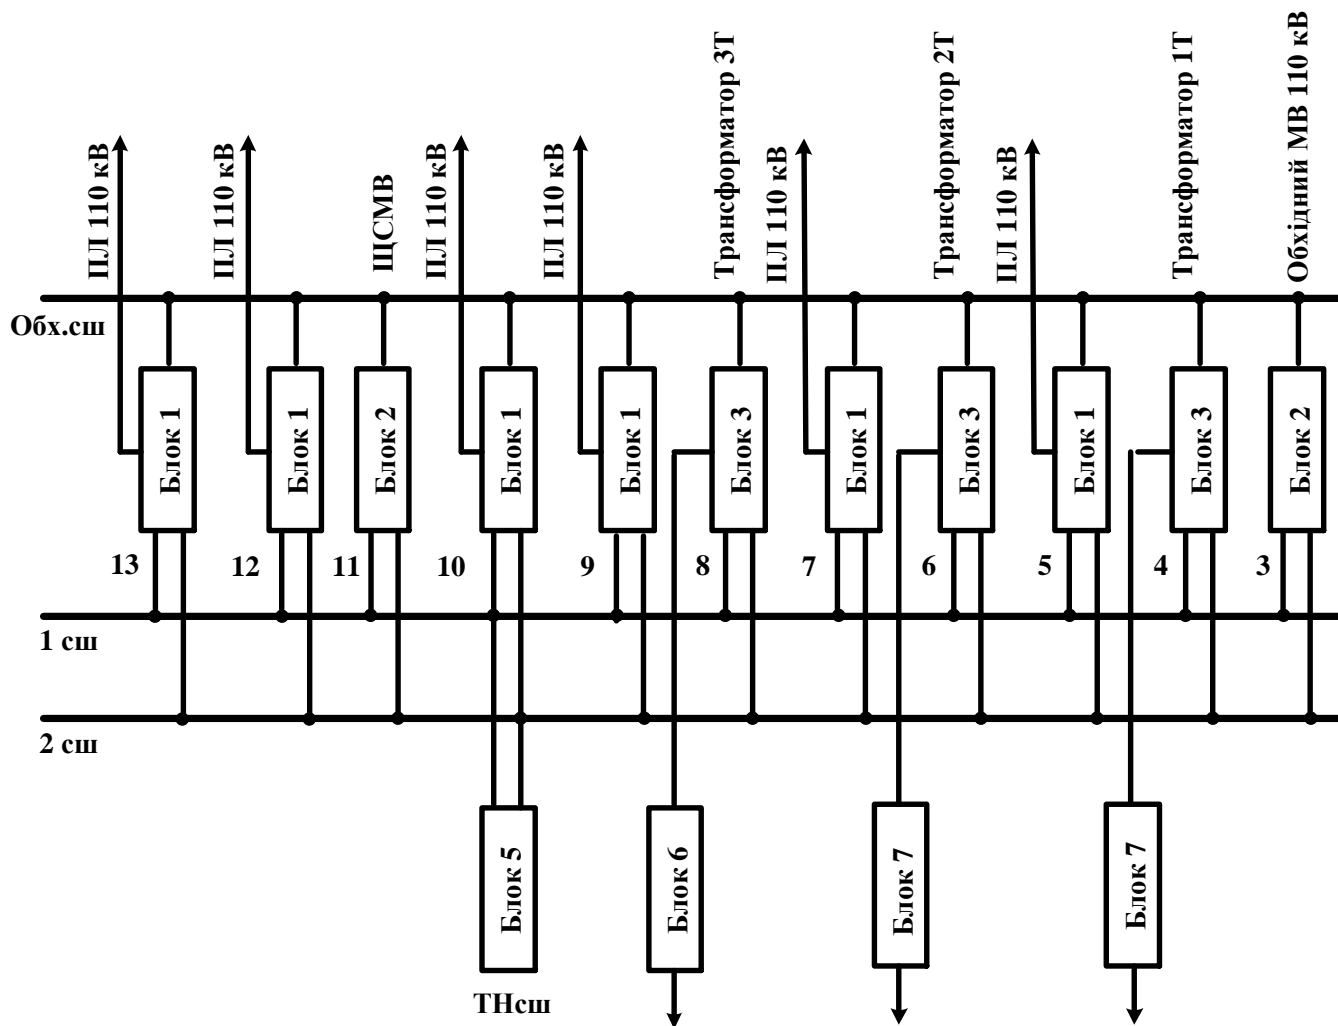 ПЛ 110 кВ
ПЛ 110 кВ
ЩСМВ
ПЛ 110 кВ
ПЛ 110 кВ
Трансформатор 3Т
ПЛ 110 кВ
Трансформатор 2Т
ПЛ 110 кВ
Трансформатор 1Т
Обхідний МВ 110 кВ
Обх.сш
Блок 1
Блок 1
Блок 2
Блок 1
Блок 1
Блок 3
Блок 1
Блок 3
Блок 1
Блок 3
Блок 2
13
12
11
10
9
8
7
6
5
4
3
1 сш
2 сш
Блок 5
Блок 6
Блок 7
Блок 7
ТНсш